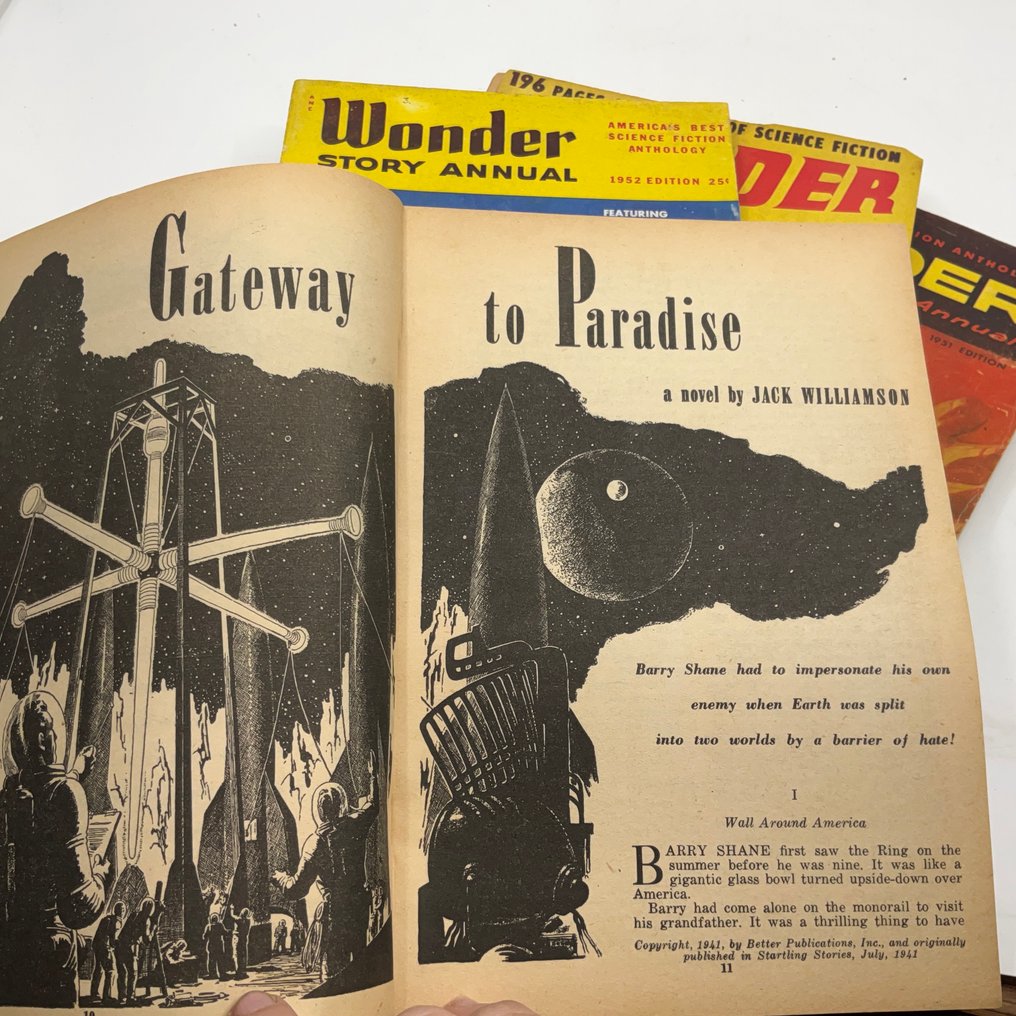 196 PAGES
OF SCIENCE FICTION
DER
Wonder
STORY ANNUAL
AMERICA'S BEST
SCIENCE FICTION
ANTHOLOGY
1952 EDITION 25¢
FEATURING
ION ANTHOL
DER
Annual
1951 EDITION
Gateway
to Paradise
a novel by JACK WILLIAMSON
Barry Shane had to impersonate his own
enemy when Earth was split
into two worlds by a barrier of hate!
I
Wall Around America
BARRY SHANE first saw the Ring on the
summer before he was nine. It was like a
gigantic glass bowl turned upside-down over
America.
Barry had come alone on the monorail to visit
his grandfather. It was a thrilling thing to have
Copyright, 1941, by Better Publications, Inc., and originally
published in Startling Stories, July, 1941
11
10